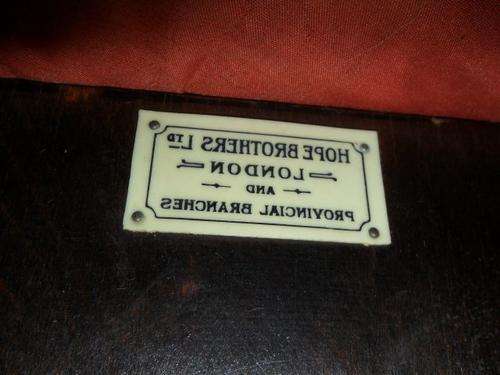 HOPE BROTHERS LTD
LONDON
AND
PROVINCIAL BRANCHES